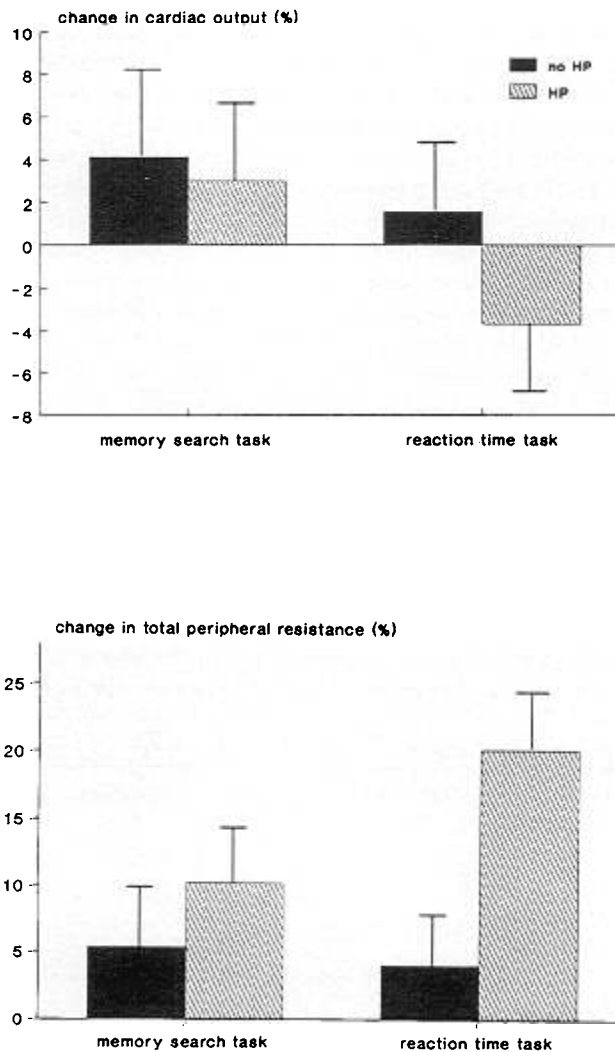 change in cardiac output (%)
10
8
6
4
2
0
-2
-4
-6
-8
no HP
HP
memory search task
reaction time task
change in total peripheral resistance (%)
25
20
15
10
5
0
memory search task
reaction time task